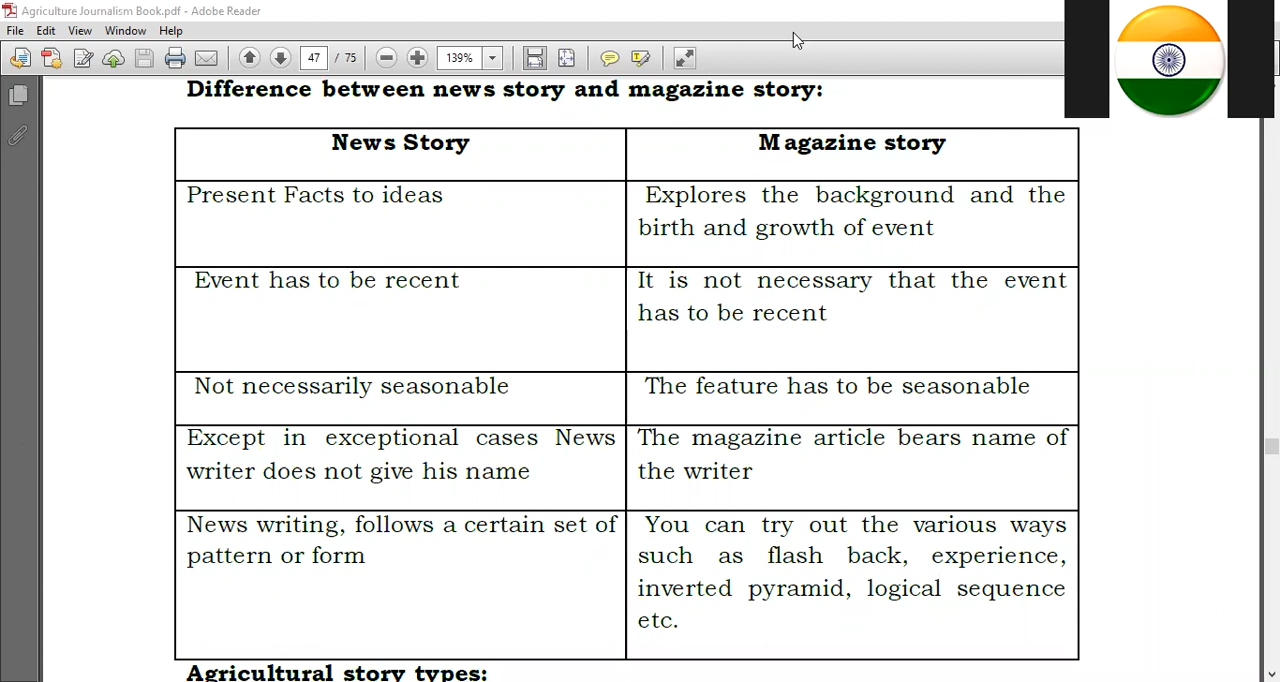 Agriculture Journalism Book.pdf - Adobe Reader
File Edit View Window Help
47 / 75 139%
Difference between news story and magazine story:
News Story
Magazine story
Present Facts to ideas
Explores the background and the
birth and growth of event
Event has to be recent
It is not necessary that the event
has to be recent
Not necessarily seasonable
The feature has to be seasonable
Except in exceptional cases News
writer does not give his name
The magazine article bears name of
the writer
News writing, follows a certain set of
pattern or form
You can try out the various ways
such as flash back, experience,
inverted pyramid, logical sequence
etc.
Agricultural story types: